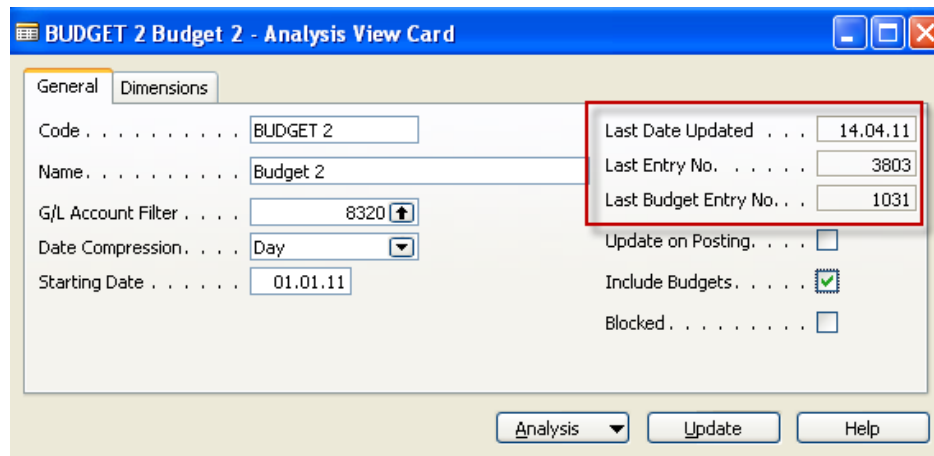 BUDGET 2 Budget 2 - Analysis View Card
General Dimensions
Code . . . . . . . . . . BUDGET 2
Name. . . . . . . . . . Budget 2
G/L Account Filter . . . . 8320
Date Compression. . . . Day
Starting Date . . . . . . 01.01.11
Last Date Updated . . . 14.04.11
Last Entry No. . . . . . 3803
Last Budget Entry No. . . 1031
Update on Posting. . . .
Include Budgets. . . . .
Blocked . . . . . . . . .
Analysis Update Help